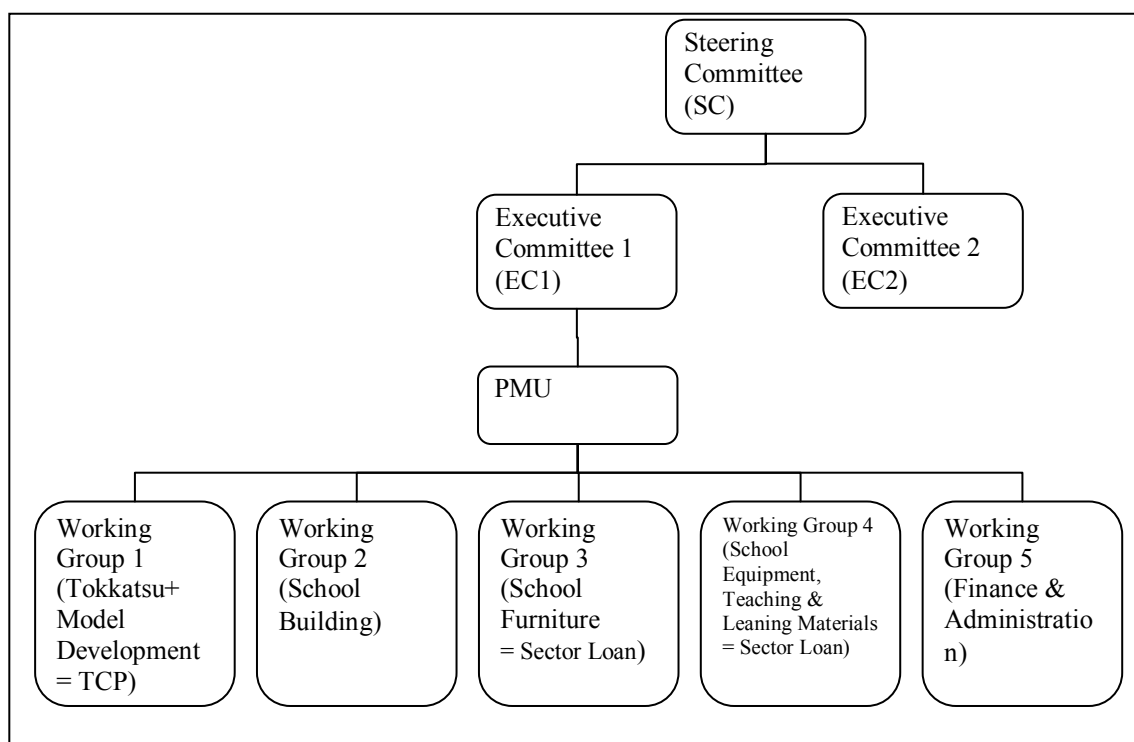 Steering
Committee
(SC)
Executive
Committee 1
(EC1)
Executive
Committee 2
(EC2)
PMU
Working
Group 1
(Tokkatsu+
Model
Development
= TCP)
Working
Group 2
(School
Building)
Working
Group 3
(School
Furniture
= Sector Loan)
Working Group 4
(School
Equipment,
Teaching &
Leaning Materials
= Sector Loan)
Working
Group 5
(Finance &
Administratio
n)